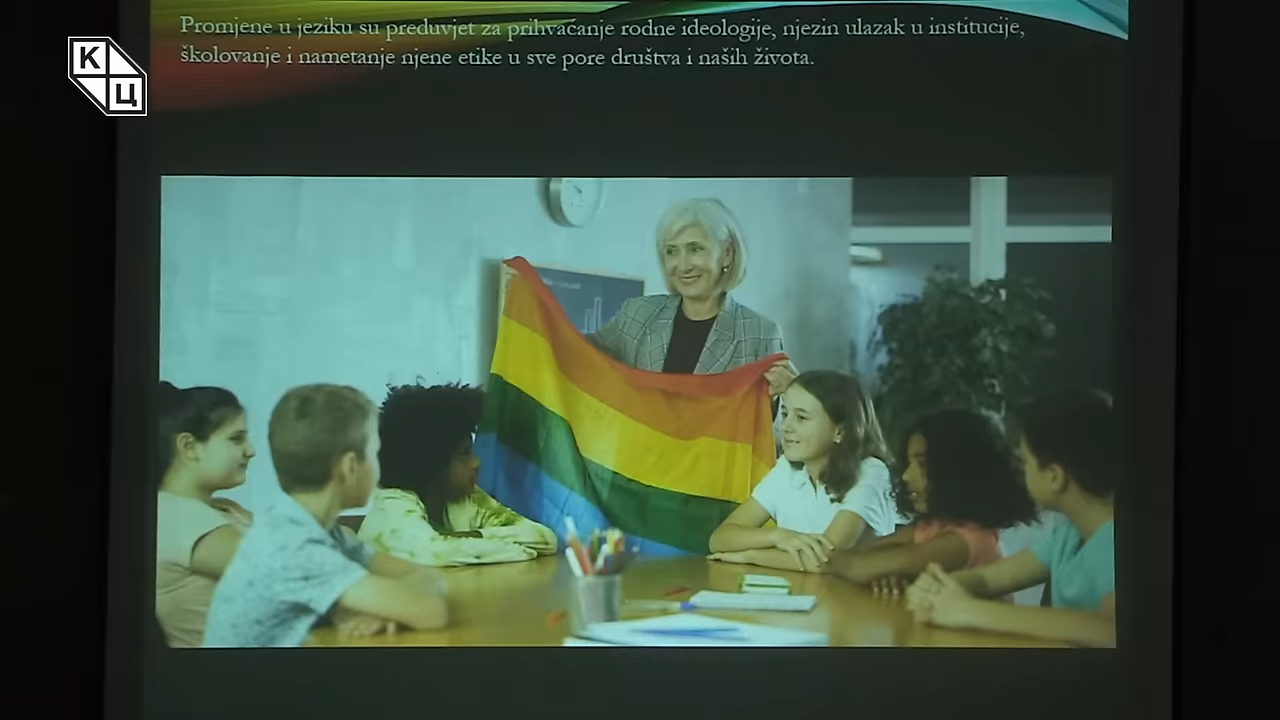 Promjene u jeziku su preduvjet za prihvaćanje rodne ideologije, njezin ulazak u institucije,
školovanje i nametanje njene etike u sve pore društva i naših života.
К
Ц